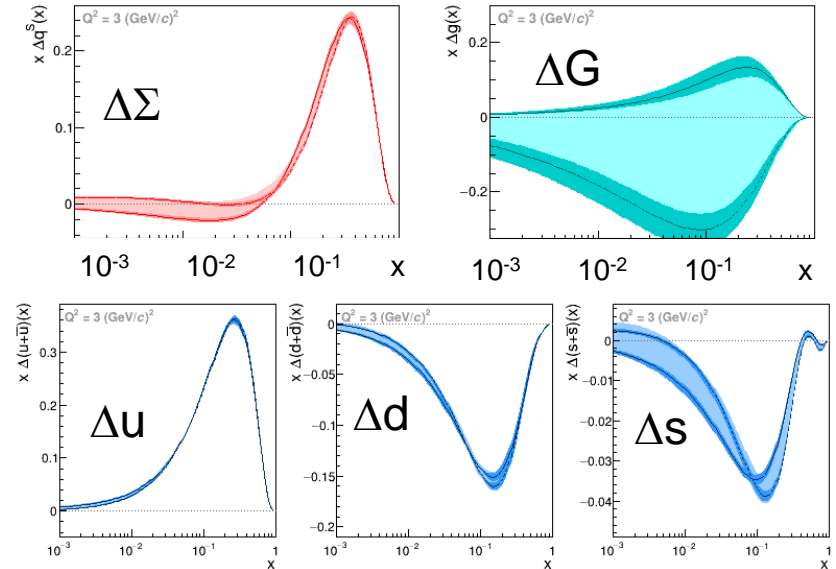 x Δq^S(x)
Q² = 3 (GeV/c)²
ΔΣ
0.2
0.1
0
10⁻³ 10⁻² 10⁻¹ x
x Δg(x)
Q² = 3 (GeV/c)²
ΔG
0.2
0
−0.2
10⁻³ 10⁻² 10⁻¹ x
x Δ(u+u̅)(x)
Q² = 3 (GeV/c)²
Δu
0.3
0.2
0.1
0
10⁻³ 10⁻² 10⁻¹ 1
x
x Δ(d+d̅)(x)
Q² = 3 (GeV/c)²
Δd
0
−0.05
−0.1
−0.15
−0.2
10⁻³ 10⁻² 10⁻¹ 1
x
x Δ(s+s̅)(x)
Q² = 3 (GeV/c)²
Δs
0
−0.01
−0.02
−0.03
−0.04
10⁻³ 10⁻² 10⁻¹ 1
x